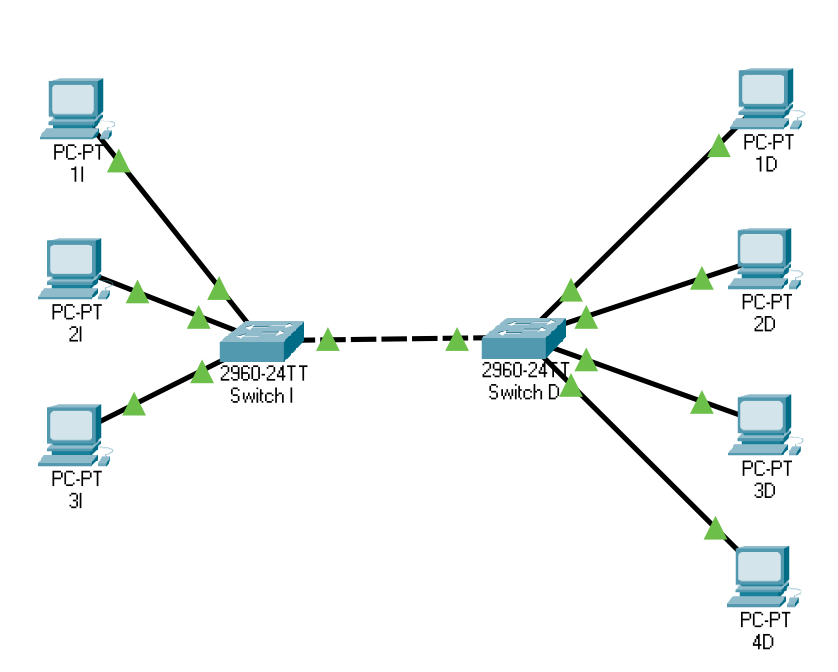 PC-PT
1I
PC-PT
2I
PC-PT
3I
2960-24TT
Switch I
2960-24TT
Switch D
PC-PT
1D
PC-PT
2D
PC-PT
3D
PC-PT
4D